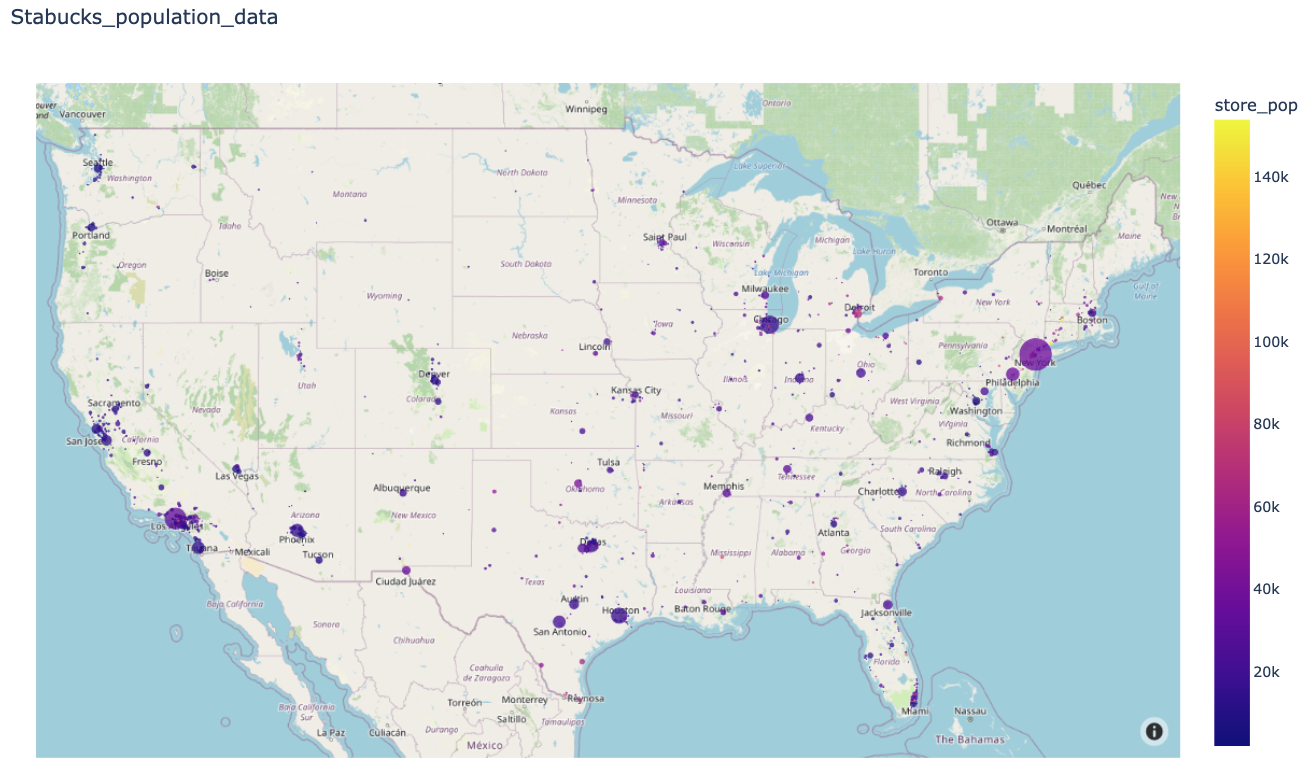 Stabucks_population_data
store_pop
140k
120k
100k
80k
60k
40k
20k
Vancouver
Winnipeg
Ontario
Québec
Ottawa
Montréal
Maine
Gulf of
Maine
Toronto
New York
Boston
Seattle
Washington
Portland
Oregon
Idaho
Boise
Montana
North Dakota
South Dakota
Minnesota
Saint Paul
Wisconsin
Lake Superior
Michigan
Lake Huron
Lake Michigan
Milwaukee
Detroit
Chicago
Wyoming
Nebraska
Iowa
Lincoln
Pennsylvania
New York
Philadelphia
Ohio
Indiana
Illinois
Utah
Denver
Colorado
Kansas City
Kansas
Missouri
West Virginia
Washington
Virginia
Kentucky
Richmond
Sacramento
Nevada
San Jose
California
Fresno
Las Vegas
Tulsa
Oklahoma
Albuquerque
New Mexico
Arkansas
Memphis
Tennessee
Raleigh
Charlotte
North Carolina
South Carolina
Los Angeles
Arizona
Phoenix
Tucson
Tijuana
Mexicali
Dallas
Atlanta
Mississippi
Alabama
Georgia
Ciudad Juárez
Texas
Louisiana
Austin
Houston
Baton Rouge
San Antonio
Jacksonville
Baja California
Sonora
Chihuahua
Coahuila
de Zaragoza
Florida
Torreón
Monterrey
Reynosa
Saltillo
Tamaulipas
Baja California
Sur
La Paz
Culiacán
Durango
México
Miami
Nassau
The Bahamas